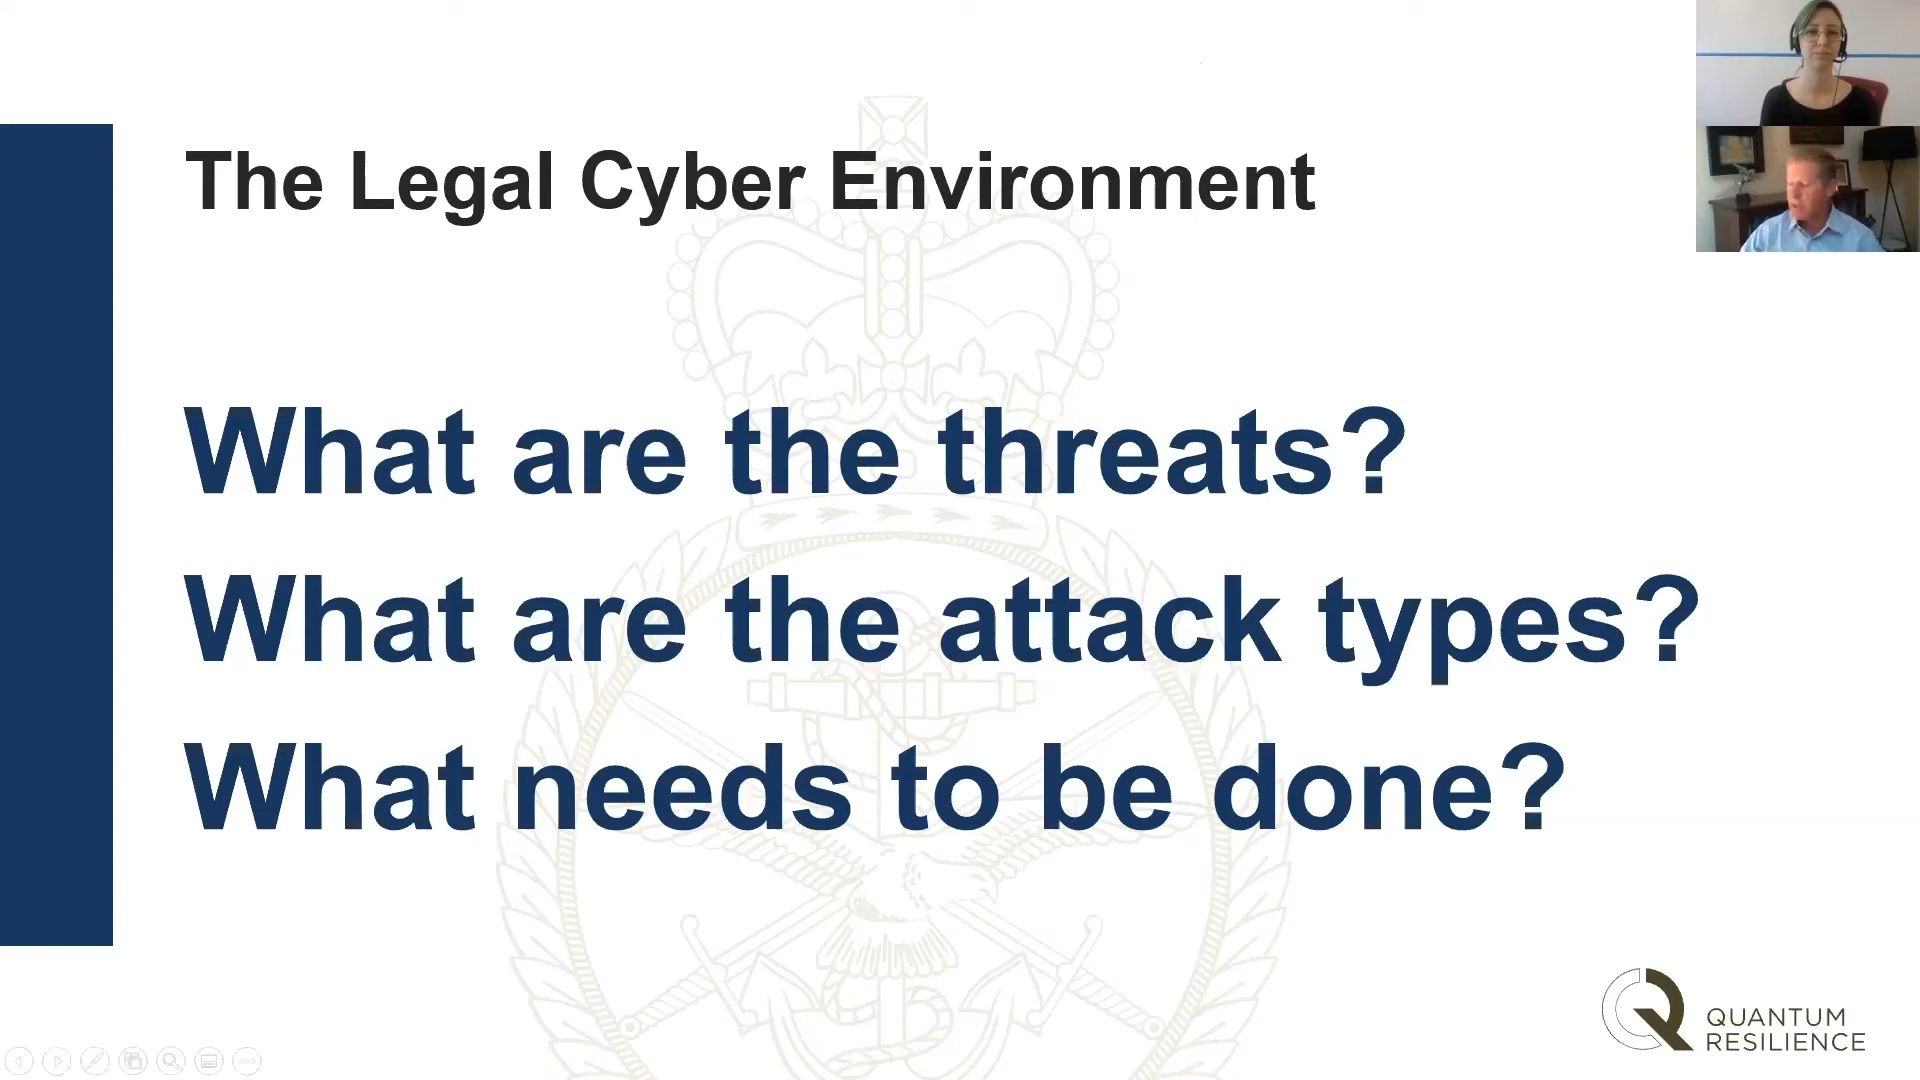 The Legal Cyber Environment
What are the threats?
What are the attack types?
What needs to be done?
QUANTUM
RESILIENCE